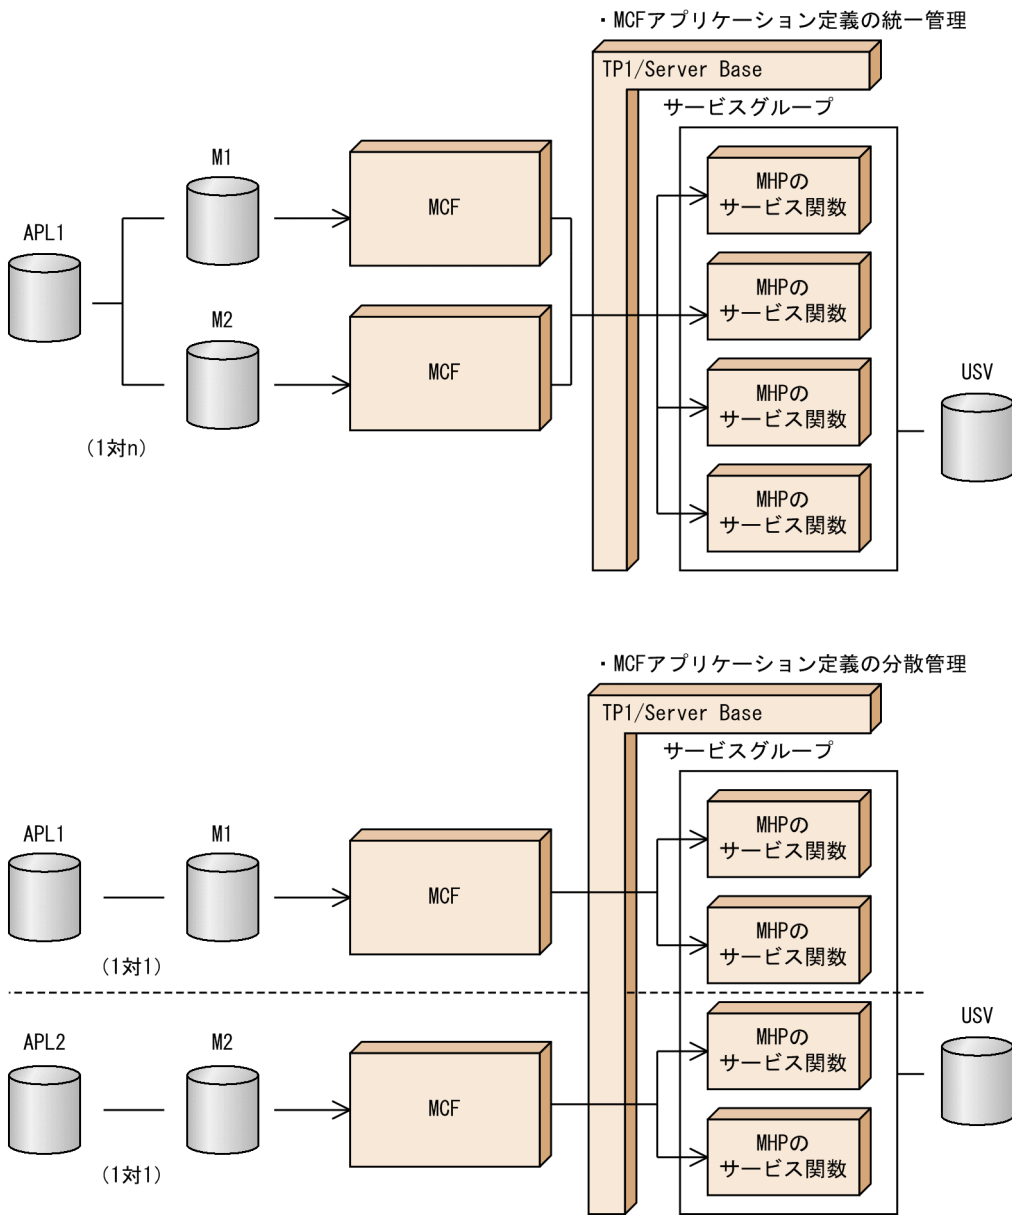 ・MCFアプリケーション定義の統一管理
TP1/Server Base
サービスグループ
M1
MCF
MHPの
サービス関数
APL1
MHPの
サービス関数
M2
MCF
MHPの
サービス関数
USV
(1対n)
MHPの
サービス関数
・MCFアプリケーション定義の分散管理
TP1/Server Base
サービスグループ
APL1
M1
MCF
MHPの
サービス関数
MHPの
サービス関数
(1対1)
APL2
M2
MCF
MHPの
サービス関数
USV
MHPの
サービス関数
(1対1)